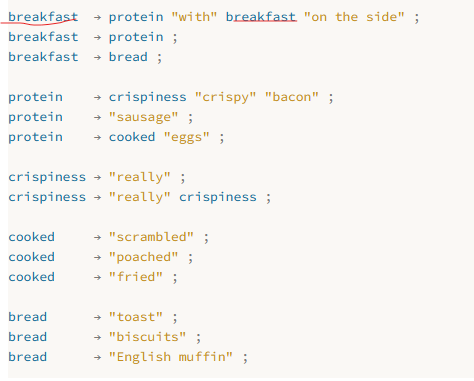 breakfast → protein "with" breakfast "on the side" ;
breakfast → protein ;
breakfast → bread ;
protein → crispiness "crispy" "bacon" ;
protein → "sausage" ;
protein → cooked "eggs" ;
crispiness → "really" ;
crispiness → "really" crispiness ;
cooked → "scrambled" ;
cooked → "poached" ;
cooked → "fried" ;
bread → "toast" ;
bread → "biscuits" ;
bread → "English muffin" ;